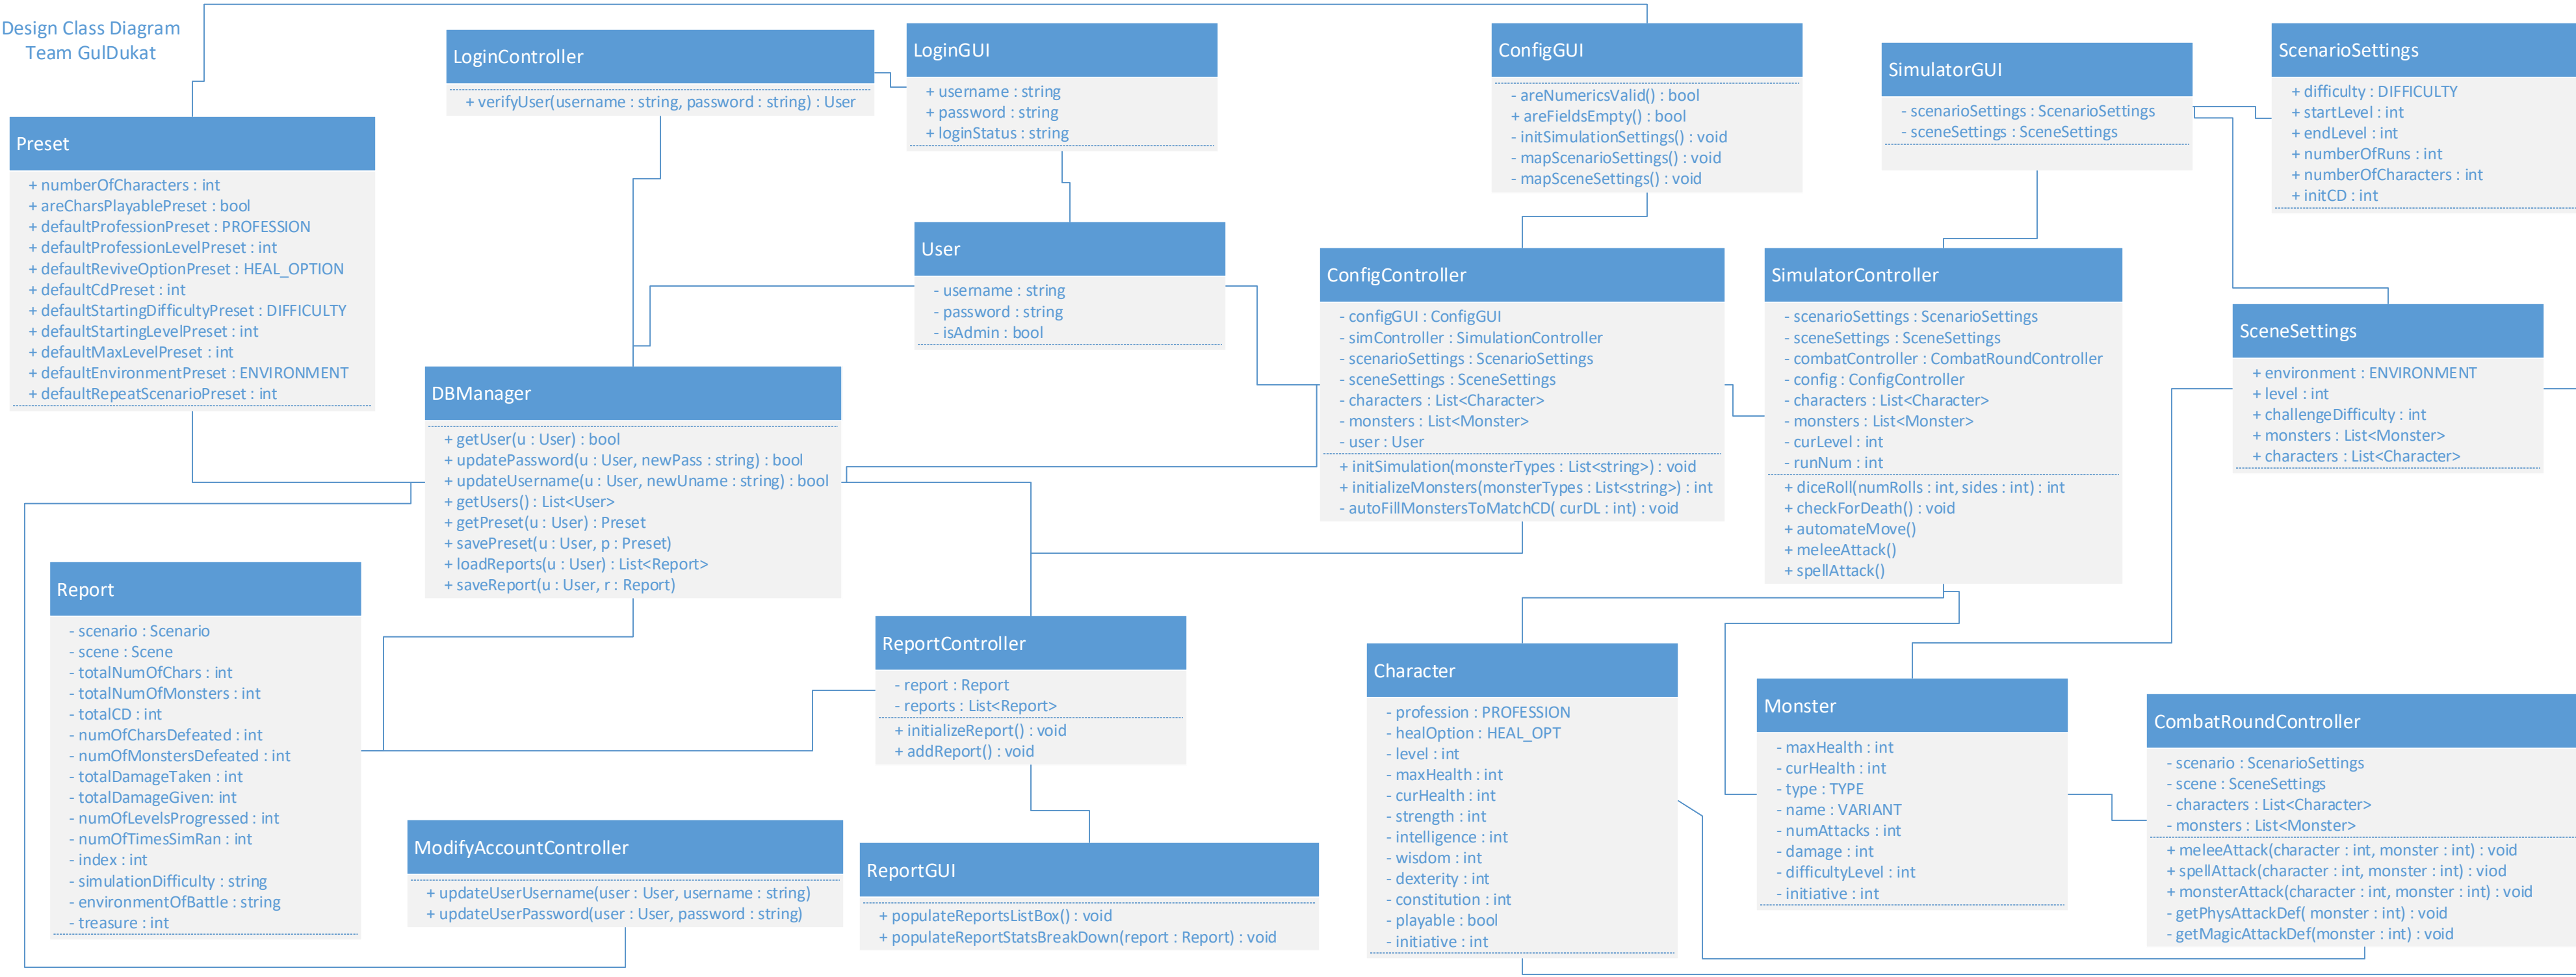 Design Class Diagram
Team GulDukat
Preset
+ numberOfCharacters : int
+ areCharsPlayablePreset : bool
+ defaultProfessionPreset : PROFESSION
+ defaultProfessionLevelPreset : int
+ defaultReviveOptionPreset : HEAL_OPTION
+ defaultCdPreset : int
+ defaultStartingDifficultyPreset : DIFFICULTY
+ defaultStartingLevelPreset : int
+ defaultMaxLevelPreset : int
+ defaultEnvironmentPreset : ENVIRONMENT
+ defaultRepeatScenarioPreset : int
LoginController
+ verifyUser(username : string, password : string) : User
LoginGUI
+ username : string
+ password : string
+ loginStatus : string
ConfigGUI
- areNumericsValid() : bool
+ areFieldsEmpty() : bool
- initSimulationSettings() : void
- mapScenarioSettings() : void
- mapSceneSettings() : void
SimulatorGUI
- scenarioSettings : ScenarioSettings
- sceneSettings : SceneSettings
ScenarioSettings
+ difficulty : DIFFICULTY
+ startLevel : int
+ endLevel : int
+ numberOfRuns : int
+ numberOfCharacters : int
+ initCD : int
User
- username : string
- password : string
- isAdmin : bool
ConfigController
- configGUI : ConfigGUI
- simController : SimulationController
- scenarioSettings : ScenarioSettings
- sceneSettings : SceneSettings
- characters : List<Character>
- monsters : List<Monster>
- user : User
+ initSimulation(monsterTypes : List<string>) : void
+ initializeMonsters(monsterTypes : List<string>) : int
- autoFillMonstersToMatchCD( curDL : int) : void
SimulatorController
- scenarioSettings : ScenarioSettings
- sceneSettings : SceneSettings
- combatController : CombatRoundController
- config : ConfigController
- characters : List<Character>
- monsters : List<Monster>
- curLevel : int
- runNum : int
+ diceRoll(numRolls : int, sides : int) : int
+ checkForDeath() : void
+ automateMove()
+ meleeAttack()
+ spellAttack()
SceneSettings
+ environment : ENVIRONMENT
+ level : int
+ challengeDifficulty : int
+ monsters : List<Monster>
+ characters : List<Character>
DBManager
+ getUser(u : User) : bool
+ updatePassword(u : User, newPass : string) : bool
+ updateUsername(u : User, newUname : string) : bool
+ getUsers() : List<User>
+ getPreset(u : User) : Preset
+ savePreset(u : User, p : Preset)
+ loadReports(u : User) : List<Report>
+ saveReport(u : User, r : Report)
Report
- scenario : Scenario
- scene : Scene
- totalNumOfChars : int
- totalNumOfMonsters : int
- totalCD : int
- numOfCharsDefeated : int
- numOfMonstersDefeated : int
- totalDamageTaken : int
- totalDamageGiven: int
- numOfLevelsProgressed : int
- numOfTimesSimRan : int
- index : int
- simulationDifficulty : string
- environmentOfBattle : string
- treasure : int
ReportController
- report : Report
- reports : List<Report>
+ initializeReport() : void
+ addReport() : void
ModifyAccountController
+ updateUserUsername(user : User, username : string)
+ updateUserPassword(user : User, password : string)
ReportGUI
+ populateReportsListBox() : void
+ populateReportStatsBreakDown(report : Report) : void
Character
- profession : PROFESSION
- healOption : HEAL_OPT
- level : int
- maxHealth : int
- curHealth : int
- strength : int
- intelligence : int
- wisdom : int
- dexterity : int
- constitution : int
- playable : bool
- initiative : int
Monster
- maxHealth : int
- curHealth : int
- type : TYPE
- name : VARIANT
- numAttacks : int
- damage : int
- difficultyLevel : int
- initiative : int
CombatRoundController
- scenario : ScenarioSettings
- scene : SceneSettings
- characters : List<Character>
- monsters : List<Monster>
+ meleeAttack(character : int, monster : int) : void
+ spellAttack(character : int, monster : int) : viod
+ monsterAttack(character : int, monster : int) : void
- getPhysAttackDef( monster : int) : void
- getMagicAttackDef(monster : int) : void